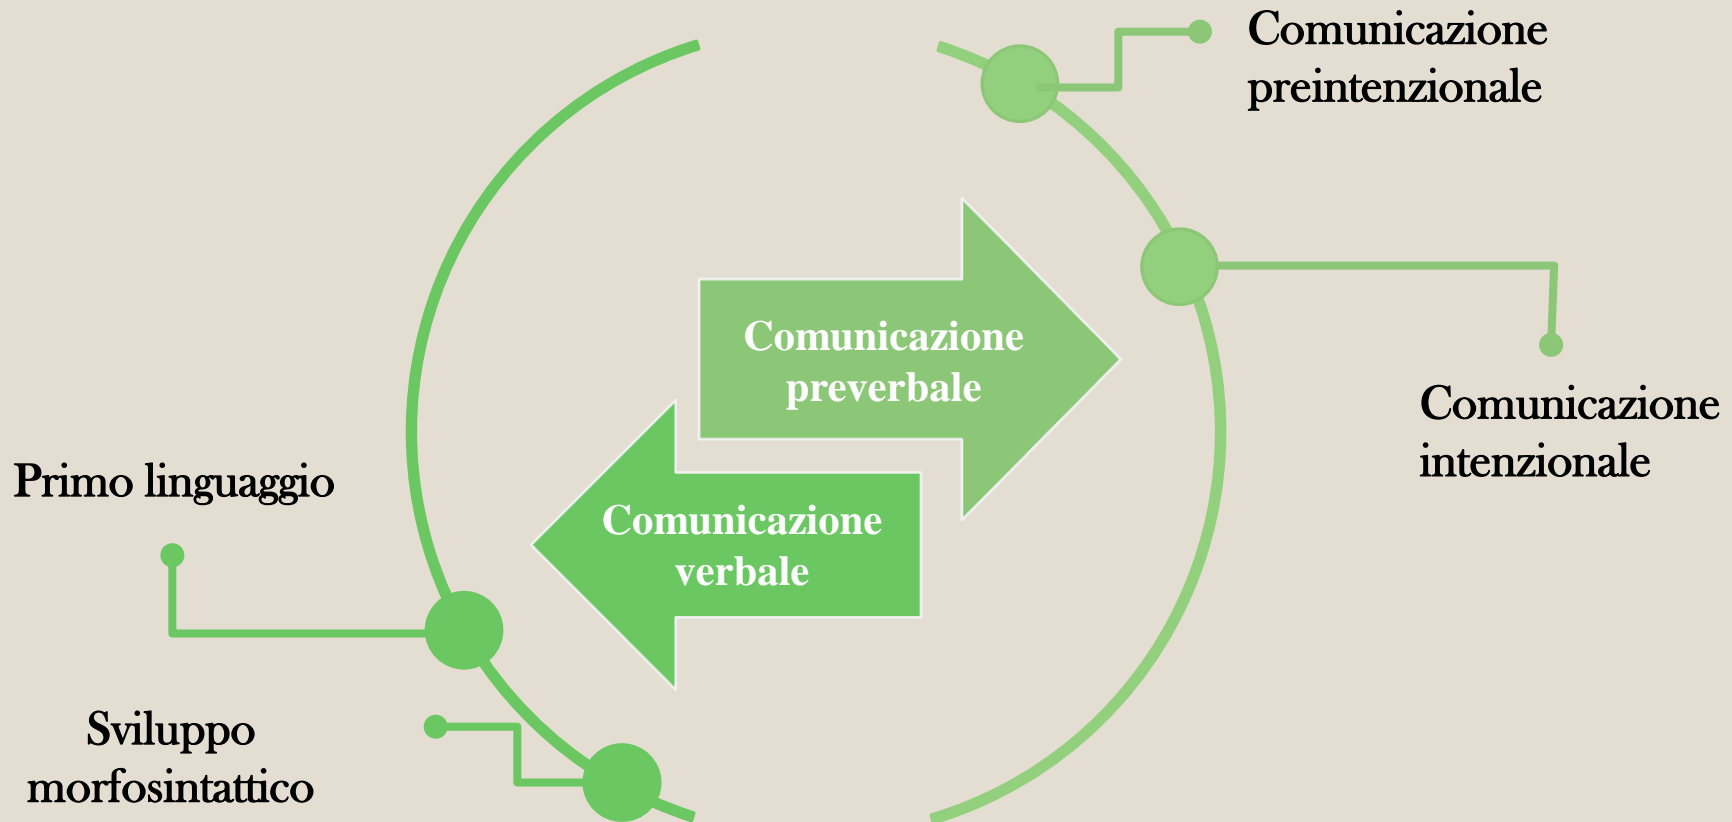 Comunicazione
preintenzionale
Comunicazione
preverbale
Comunicazione
intenzionale
Primo linguaggio
Comunicazione
verbale
Sviluppo
morfosintattico